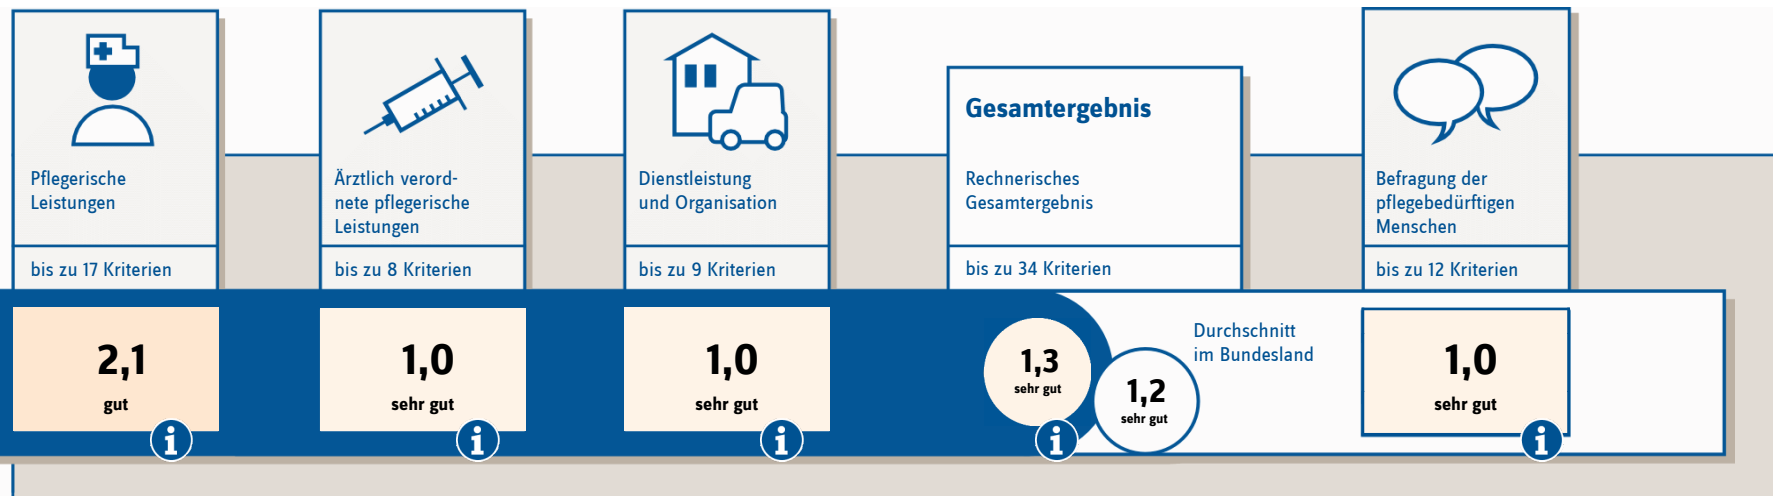 Pflegerische
Leistungen
bis zu 17 Kriterien
2,1
gut
Ärztlich verord-
nete pflegerische
Leistungen
bis zu 8 Kriterien
1,0
sehr gut
Dienstleistung
und Organisation
bis zu 9 Kriterien
1,0
sehr gut
Gesamtergebnis
Rechnerisches
Gesamtergebnis
bis zu 34 Kriterien
1,3
sehr gut
1,2
sehr gut
Durchschnitt
im Bundesland
Befragung der
pflegebedürftigen
Menschen
bis zu 12 Kriterien
1,0
sehr gut